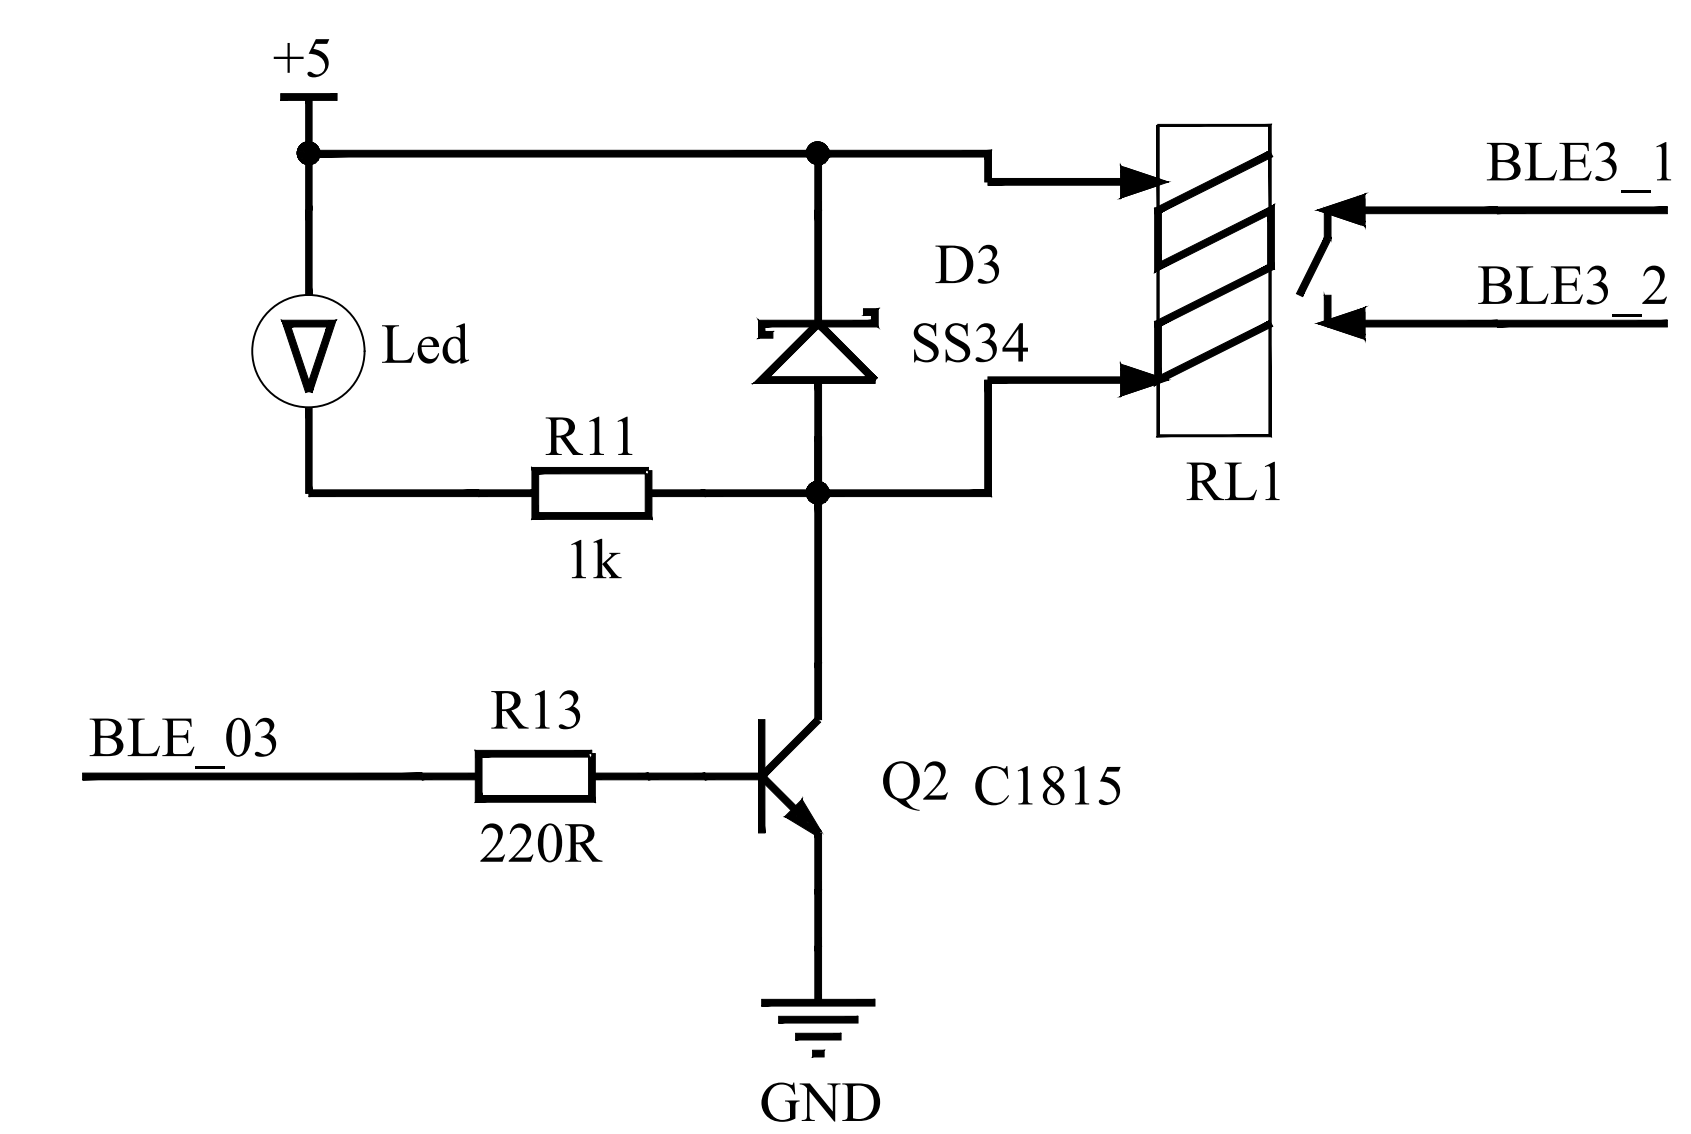 +5
BLE3_1
D3
BLE3_2
Led
SS34
R11
RL1
1k
R13
BLE_03
Q2 C1815
220R
GND